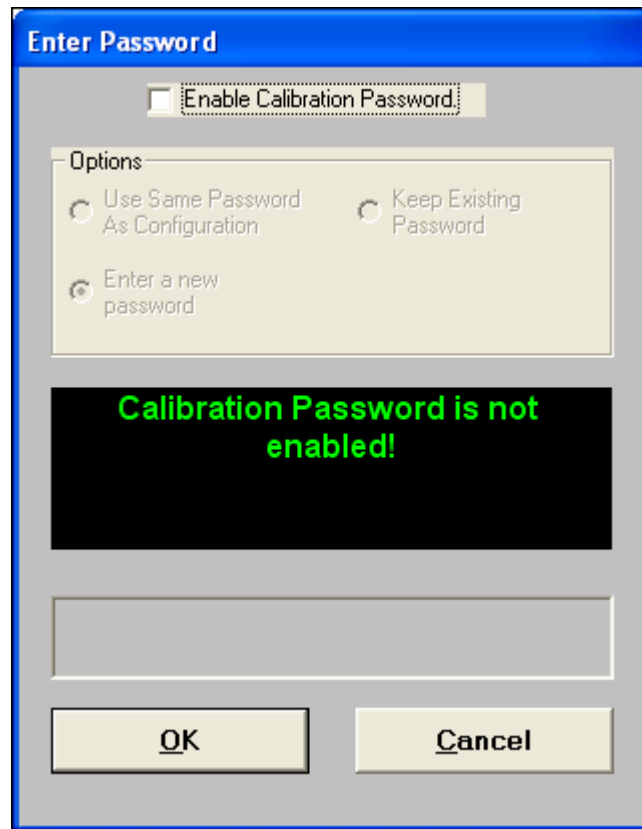 Enter Password
Enable Calibration Password.
Options
Use Same Password
As Configuration
Keep Existing
Password
Enter a new
password
Calibration Password is not
enabled!
OK
Cancel